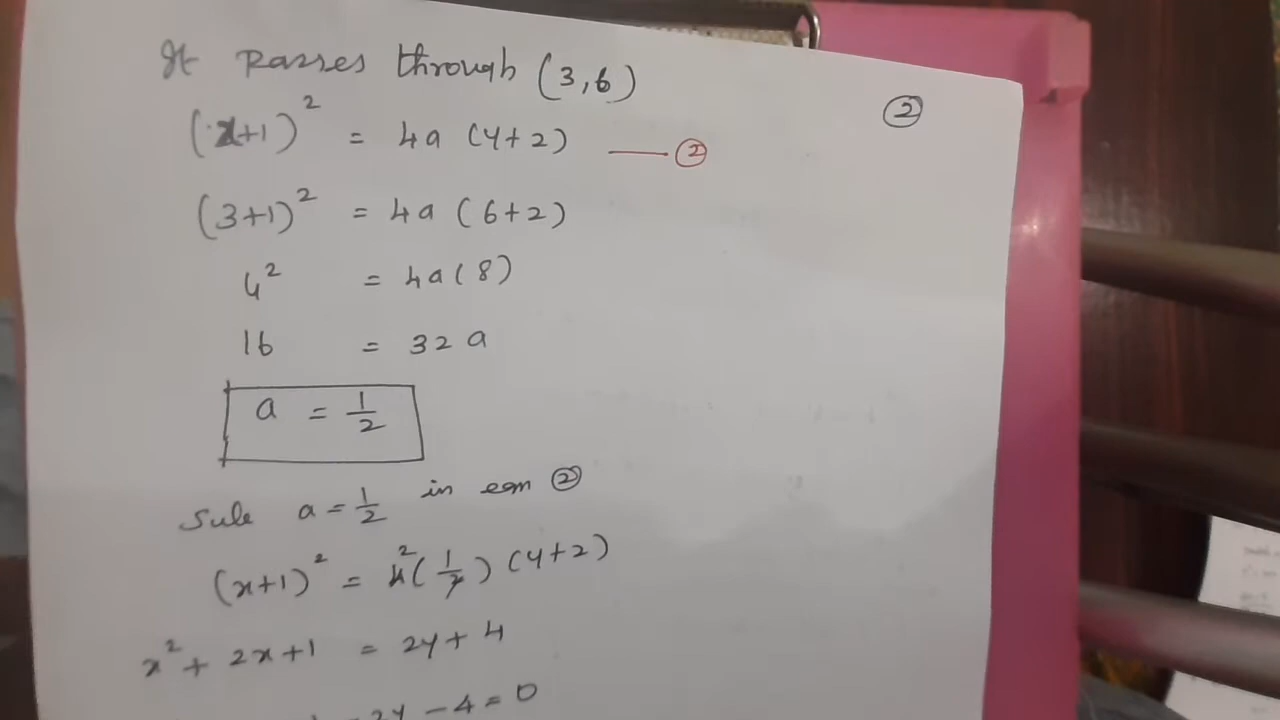 It Passes through (3,6)
②
(x+1)² = 4a (y+2) —— ②
(3+1)² = 4a (6+2)
4² = 4a(8)
16 = 32a
a = 1/2
Sub a = 1/2 in eqn ②
(x+1)² = 4²(1/2)(y+2)
x² + 2x+1 = 2y + 4
2y - 4 = 0